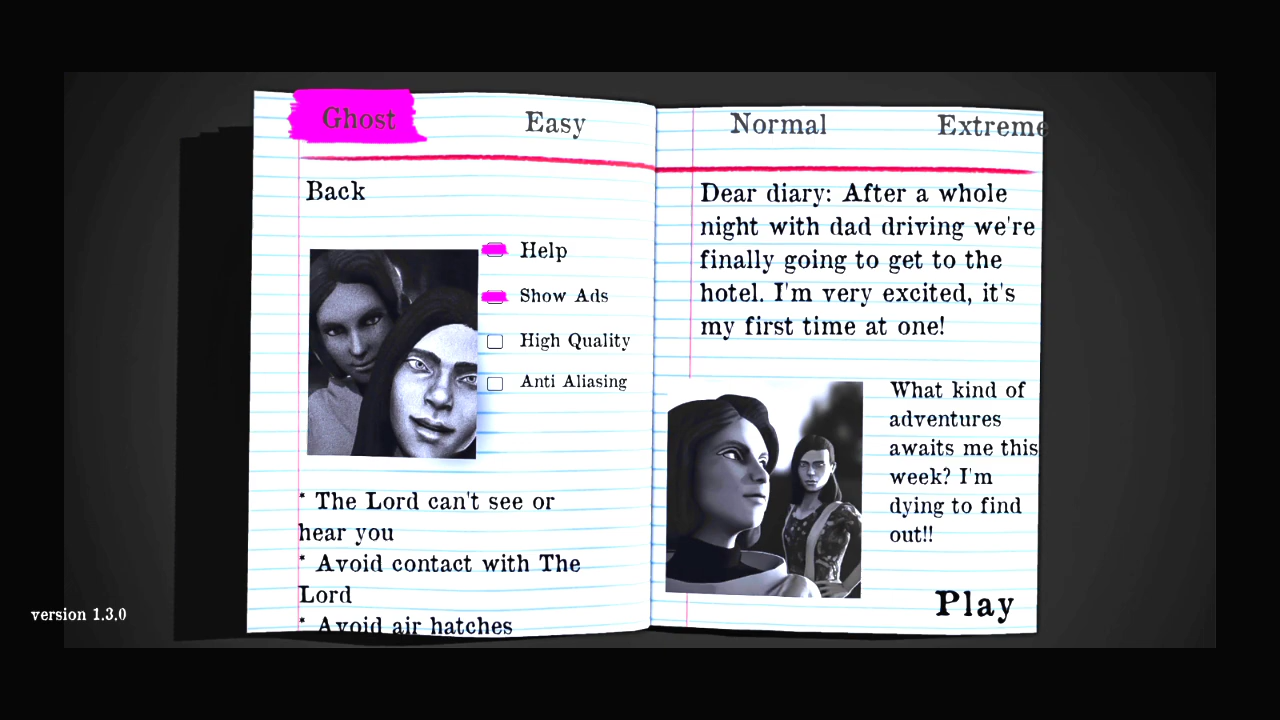 Ghost Easy Normal Extreme
Back
Help
Show Ads
High Quality
Anti Aliasing
* The Lord can't see or
hear you
* Avoid contact with The
Lord
* Avoid air hatches
Dear diary: After a whole
night with dad driving we're
finally going to get to the
hotel. I'm very excited, it's
my first time at one!
What kind of
adventures
awaits me this
week? I'm
dying to find
out!!
Play
version 1.3.0